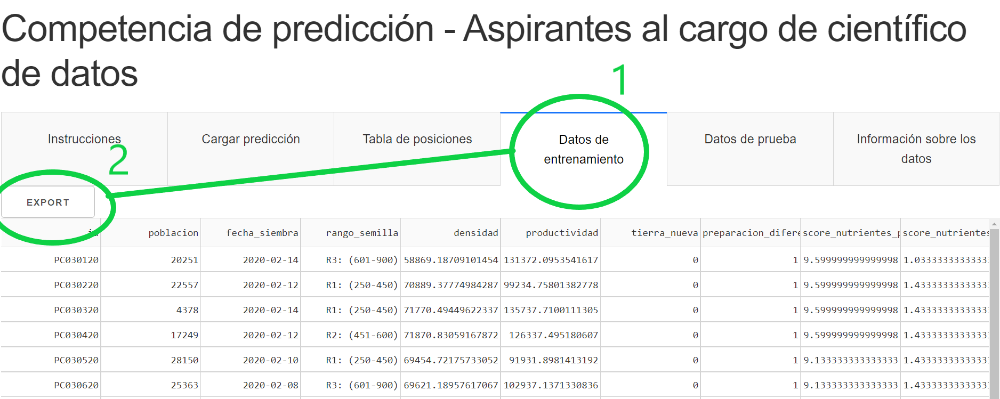 Competencia de predicción - Aspirantes al cargo de científico
de datos
1
Instrucciones Cargar predicción Tabla de posiciones Datos de entrenamiento Datos de prueba Información sobre los datos
2
EXPORT
id poblacion fecha_siembra rango_semilla densidad productividad tierra_nueva preparacion_difere score_nutrientes_p score_nutrientes
PC030120 20251 2020-02-14 R3: (601-900) 58869.18709101454 131372.0953541617 0 1 9.599999999999998 1.0333333333333
PC030220 22557 2020-02-12 R1: (250-450) 70889.37774984287 99234.75801382778 0 1 9.599999999999998 1.4333333333333
PC030320 4378 2020-02-14 R1: (250-450) 71770.49449622337 135737.7100111305 0 1 9.599999999999998 1.4333333333333
PC030420 17249 2020-02-12 R2: (451-600) 71870.83059167872 126337.495180607 0 1 9.599999999999998 1.4333333333333
PC030520 28150 2020-02-10 R1: (250-450) 69454.72175733052 91931.8981413192 0 1 9.133333333333333 1.4333333333333
PC030620 25363 2020-02-08 R3: (601-900) 69621.18957617067 102937.1371330836 0 1 9.133333333333333 1.4333333333333